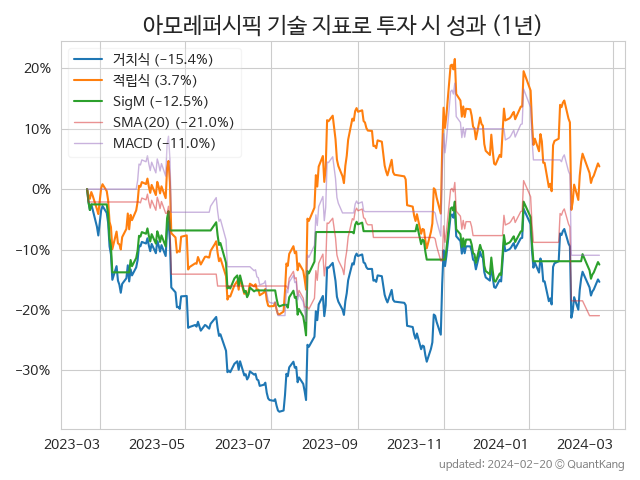 아모레퍼시픽 기술 지표로 투자 시 성과 (1년)
거치식 (−15.4%)
적립식 (3.7%)
SigM (−12.5%)
SMA(20) (−21.0%)
MACD (−11.0%)
20%
10%
0%
−10%
−20%
−30%
2023-03 2023-05 2023-07 2023-09 2023-11 2024-01 2024-03
updated: 2024-02-20 © QuantKang